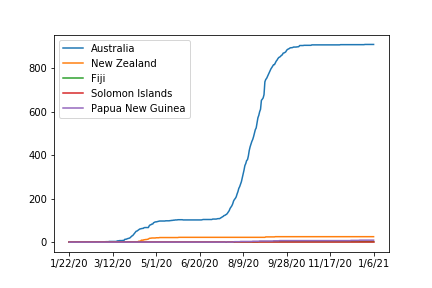 Australia
New Zealand
Fiji
Solomon Islands
Papua New Guinea
800
600
400
200
0
1/22/20 3/12/20 5/1/20 6/20/20 8/9/20 9/28/20 11/17/20 1/6/21